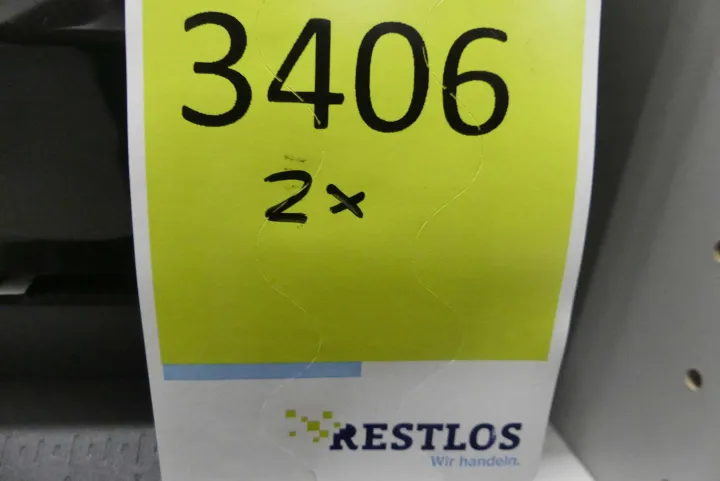 3406
2x
RESTLOS
Wir handeln.